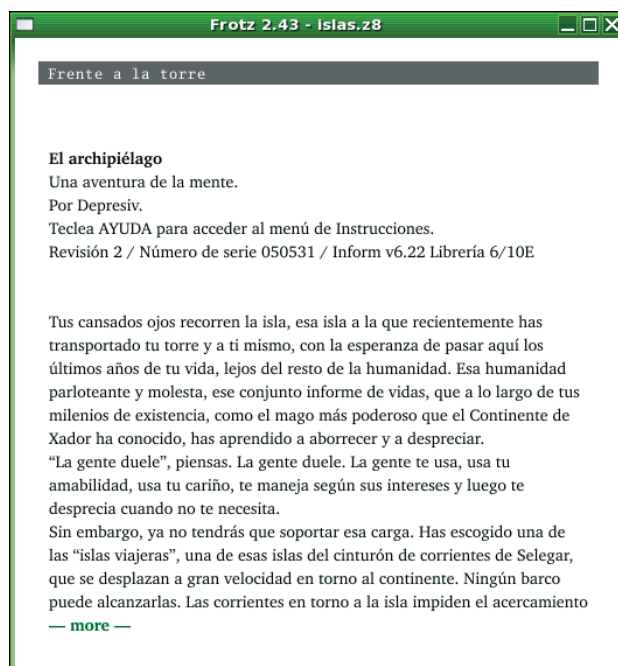 Frotz 2.43 - islas.z8
Frente a la torre
El archipiélago
Una aventura de la mente.
Por Depresiv.
Teclea AYUDA para acceder al menú de Instrucciones.
Revisión 2 / Número de serie 050531 / Inform v6.22 Librería 6/10E
Tus cansados ojos recorren la isla, esa isla a la que recientemente has
transportado tu torre y a ti mismo, con la esperanza de pasar aquí los
últimos años de tu vida, lejos del resto de la humanidad. Esa humanidad
parloteante y molesta, ese conjunto informe de vidas, que a lo largo de tus
milenios de existencia, como el mago más poderoso que el Continente de
Xador ha conocido, has aprendido a aborrecer y a despreciar.
“La gente duele”, piensas. La gente duele. La gente te usa, usa tu
amabilidad, usa tu cariño, te maneja según sus intereses y luego te
desprecia cuando no te necesita.
Sin embargo, ya no tendrás que soportar esa carga. Has escogido una de
las “islas viajeras”, una de esas islas del cinturón de corrientes de Selegar,
que se desplazan a gran velocidad en torno al continente. Ningún barco
puede alcanzarlas. Las corrientes en torno a la isla impiden el acercamiento
— more —